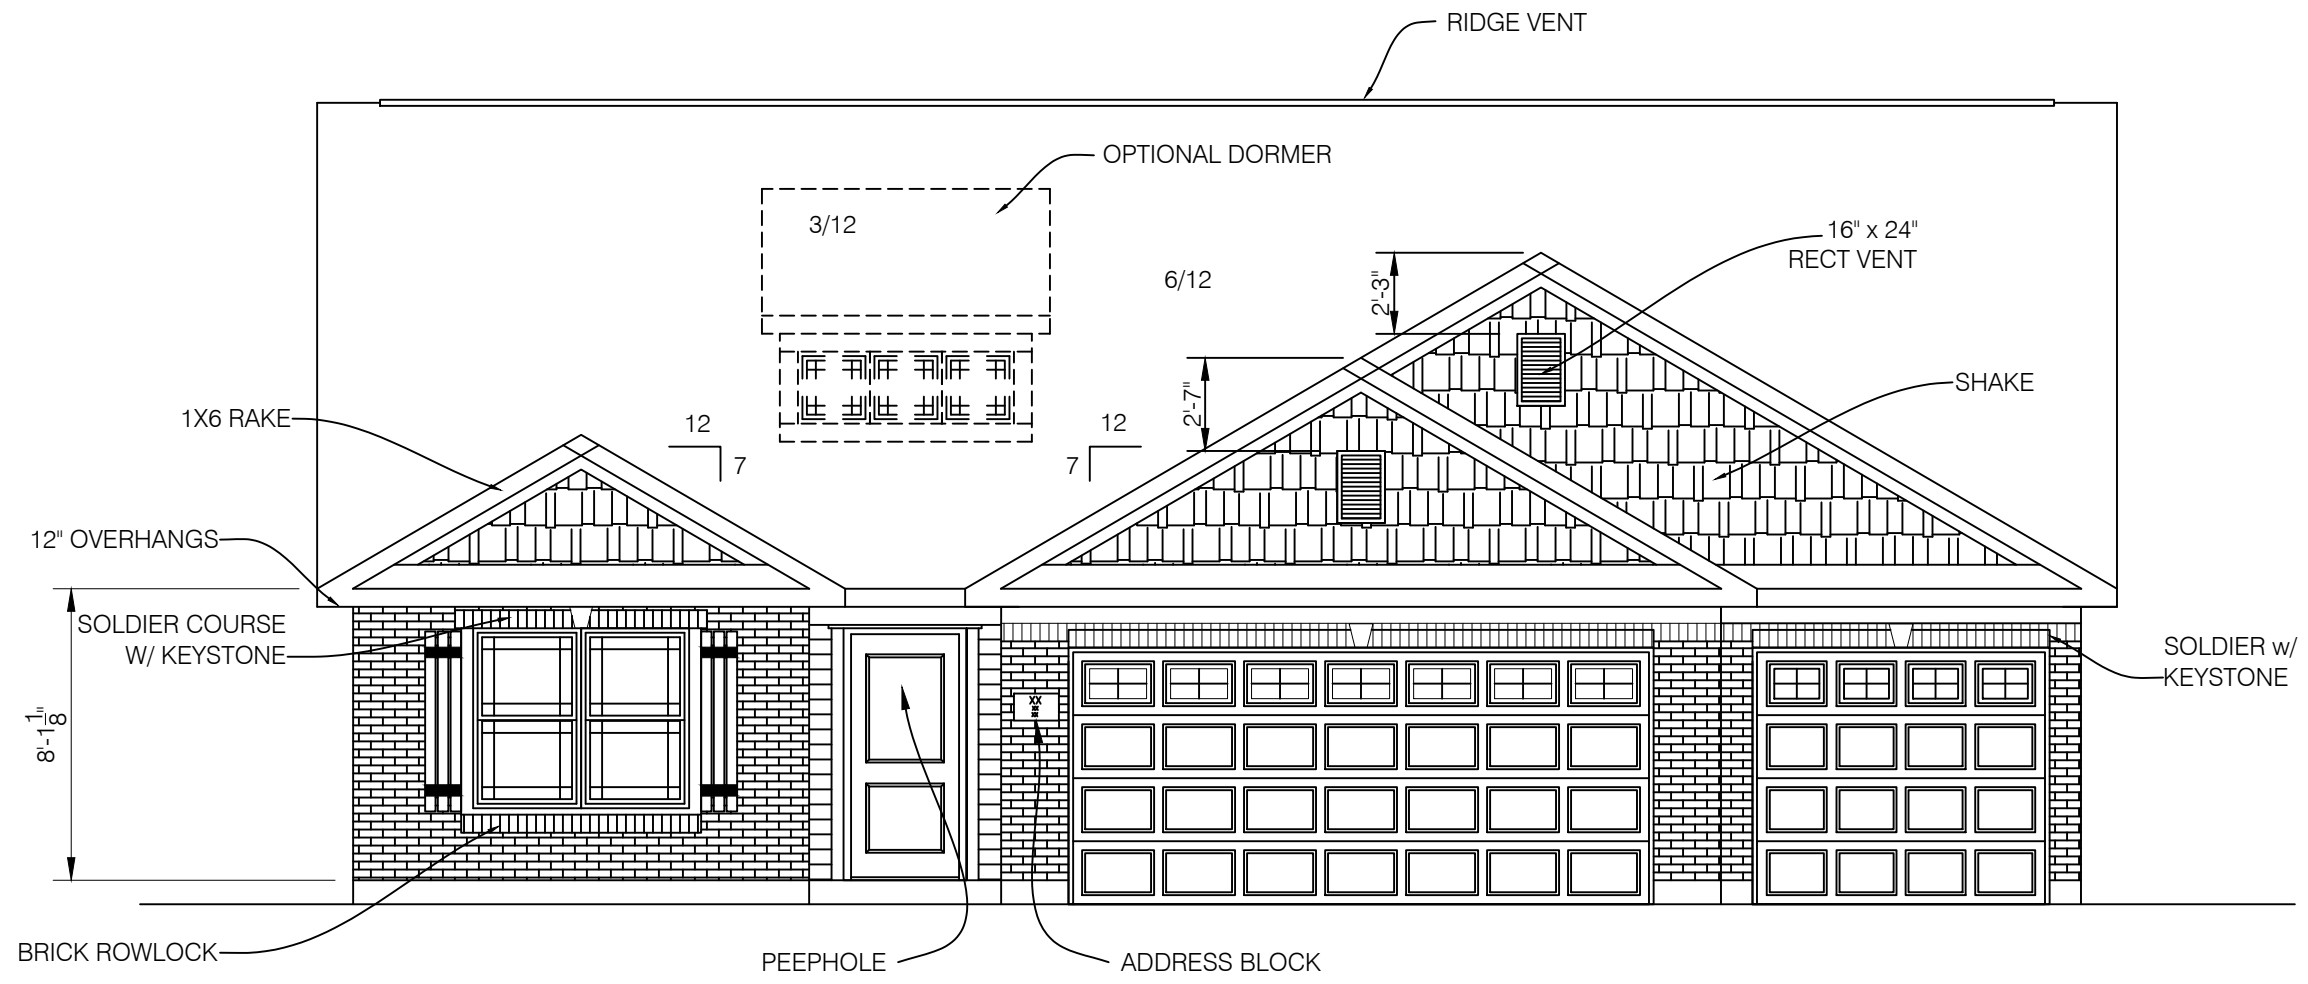 RIDGE VENT
OPTIONAL DORMER
3/12
16" x 24"
RECT VENT
6/12
2'-3"
SHAKE
2'-7"
1X6 RAKE
12
7
12
7
12" OVERHANGS
SOLDIER COURSE
W/ KEYSTONE
SOLDIER w/
KEYSTONE
8'-1 1/8"
XX
XX
XX
BRICK ROWLOCK
PEEPHOLE
ADDRESS BLOCK